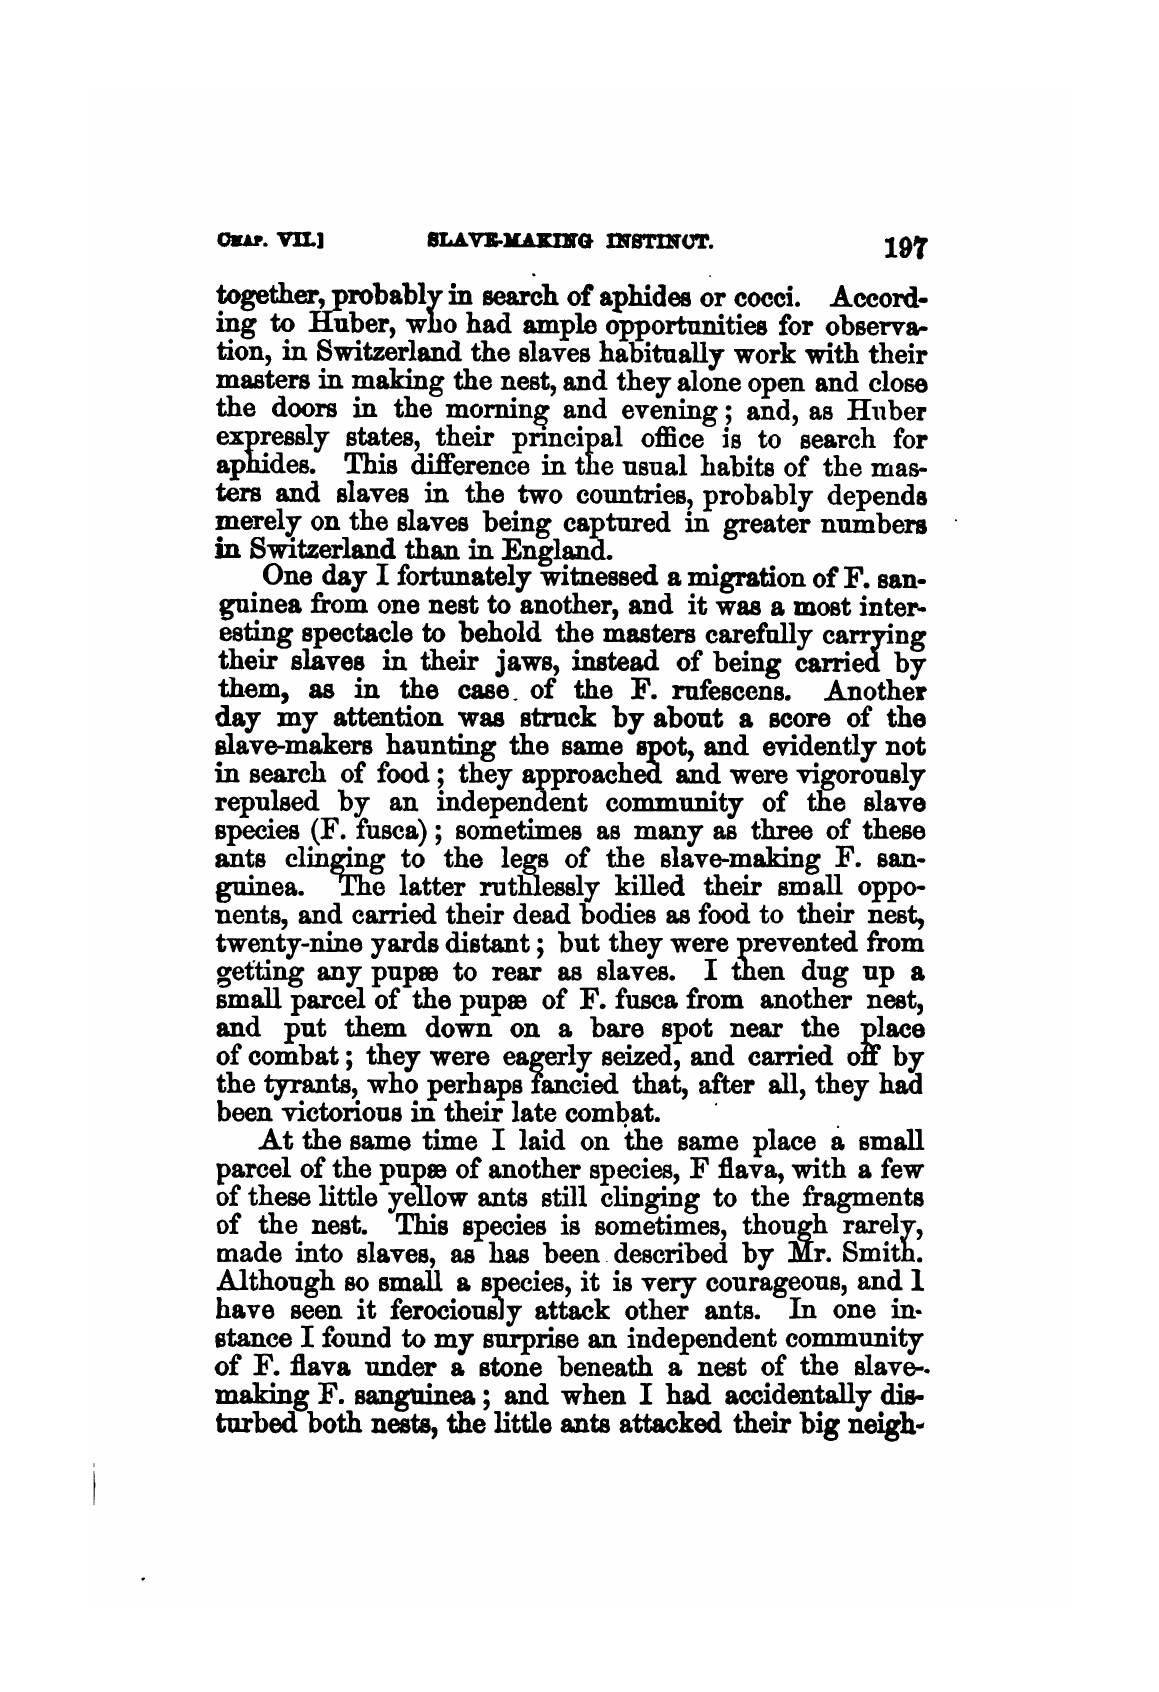 CHAP. VII.] SLAVE-MAKING INSTINCT. 197
together, probably in search of aphides or cocci. Accord-
ing to Huber, who had ample opportunities for observa-
tion, in Switzerland the slaves habitually work with their
masters in making the nest, and they alone open and close
the doors in the morning and evening; and, as Huber
expressly states, their principal office is to search for
aphides. This difference in the usual habits of the mas-
ters and slaves in the two countries, probably depends
merely on the slaves being captured in greater numbers
in Switzerland than in England.
One day I fortunately witnessed a migration of F. san-
guinea from one nest to another, and it was a most inter-
esting spectacle to behold the masters carefully carrying
their slaves in their jaws, instead of being carried by
them, as in the case of the F. rufescens. Another
day my attention was struck by about a score of the
slave-makers haunting the same spot, and evidently not
in search of food; they approached and were vigorously
repulsed by an independent community of the slave
species (F. fusca); sometimes as many as three of these
ants clinging to the legs of the slave-making F. san-
guinea. The latter ruthlessly killed their small oppo-
nents, and carried their dead bodies as food to their nest,
twenty-nine yards distant; but they were prevented from
getting any pupæ to rear as slaves. I then dug up a
small parcel of the pupæ of F. fusca from another nest,
and put them down on a bare spot near the place
of combat; they were eagerly seized, and carried off by
the tyrants, who perhaps fancied that, after all, they had
been victorious in their late combat.
At the same time I laid on the same place a small
parcel of the pupæ of another species, F flava, with a few
of these little yellow ants still clinging to the fragments
of the nest. This species is sometimes, though rarely,
made into slaves, as has been described by Mr. Smith.
Although so small a species, it is very courageous, and I
have seen it ferociously attack other ants. In one in-
stance I found to my surprise an independent community
of F. flava under a stone beneath a nest of the slave-
making F. sanguinea; and when I had accidentally dis-
turbed both nests, the little ants attacked their big neigh-